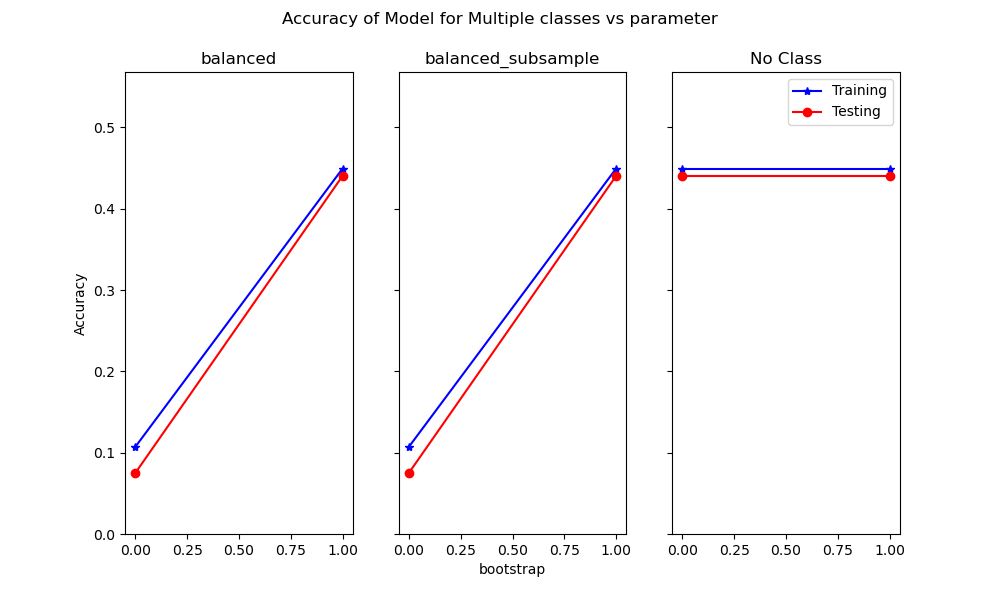 Accuracy of Model for Multiple classes vs parameter
balanced
balanced_subsample
No Class
Training
Testing
Accuracy
0.5
0.4
0.3
0.2
0.1
0.0
0.00 0.25 0.50 0.75 1.00
0.00 0.25 0.50 0.75 1.00
0.00 0.25 0.50 0.75 1.00
bootstrap